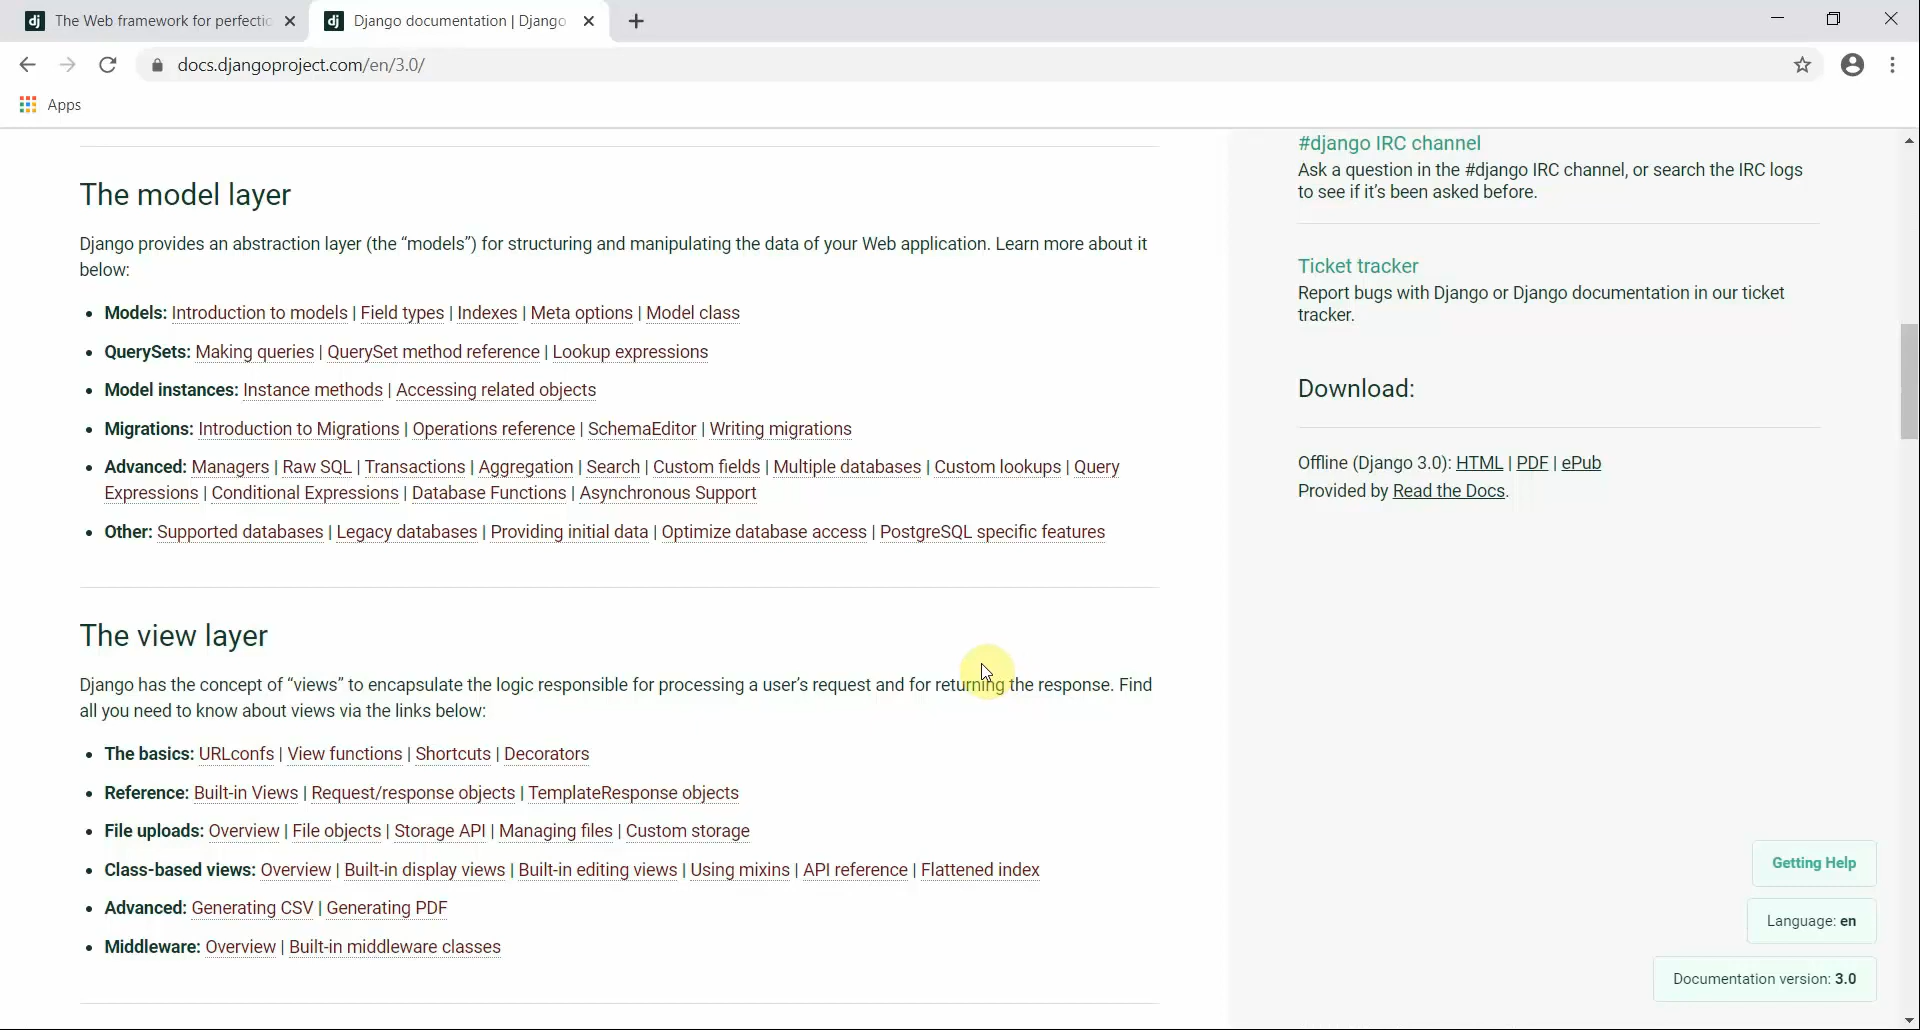 dj The Web framework for perfectio
dj Django documentation | Django
docs.djangoproject.com/en/3.0/
Apps
The model layer
Django provides an abstraction layer (the “models”) for structuring and manipulating the data of your Web application. Learn more about it
below:
• Models: Introduction to models | Field types | Indexes | Meta options | Model class
• QuerySets: Making queries | QuerySet method reference | Lookup expressions
• Model instances: Instance methods | Accessing related objects
• Migrations: Introduction to Migrations | Operations reference | SchemaEditor | Writing migrations
• Advanced: Managers | Raw SQL | Transactions | Aggregation | Search | Custom fields | Multiple databases | Custom lookups | Query
Expressions | Conditional Expressions | Database Functions | Asynchronous Support
• Other: Supported databases | Legacy databases | Providing initial data | Optimize database access | PostgreSQL specific features
The view layer
Django has the concept of “views” to encapsulate the logic responsible for processing a user’s request and for returning the response. Find
all you need to know about views via the links below:
• The basics: URLconfs | View functions | Shortcuts | Decorators
• Reference: Built-in Views | Request/response objects | TemplateResponse objects
• File uploads: Overview | File objects | Storage API | Managing files | Custom storage
• Class-based views: Overview | Built-in display views | Built-in editing views | Using mixins | API reference | Flattened index
• Advanced: Generating CSV | Generating PDF
• Middleware: Overview | Built-in middleware classes
#django IRC channel
Ask a question in the #django IRC channel, or search the IRC logs
to see if it’s been asked before.
Ticket tracker
Report bugs with Django or Django documentation in our ticket
tracker.
Download:
Offline (Django 3.0): HTML | PDF | ePub
Provided by Read the Docs.
Getting Help
Language: en
Documentation version: 3.0